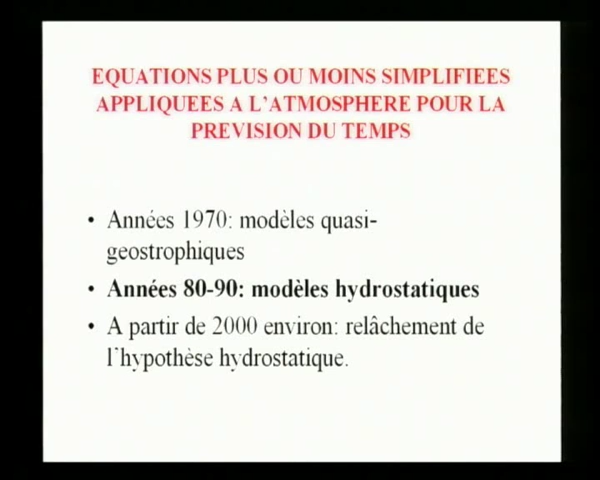 EQUATIONS PLUS OU MOINS SIMPLIFIEES
APPLIQUEES A L'ATMOSPHERE POUR LA
PREVISION DU TEMPS
• Années 1970: modèles quasi-
geostrophiques
• Années 80-90: modèles hydrostatiques
• A partir de 2000 environ: relâchement de
l'hypothèse hydrostatique.